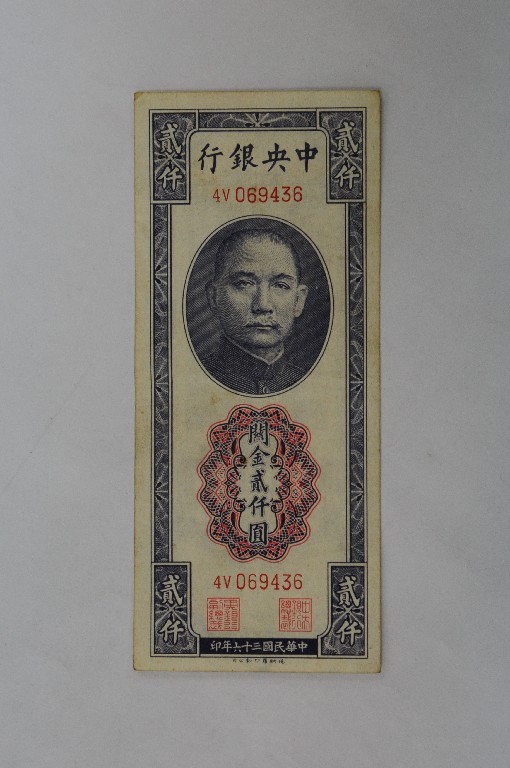 貳仟
貳仟
中央銀行
4V 069436
關金貳仟圓
4V 069436
貳仟
貳仟
中華民國三十六年印